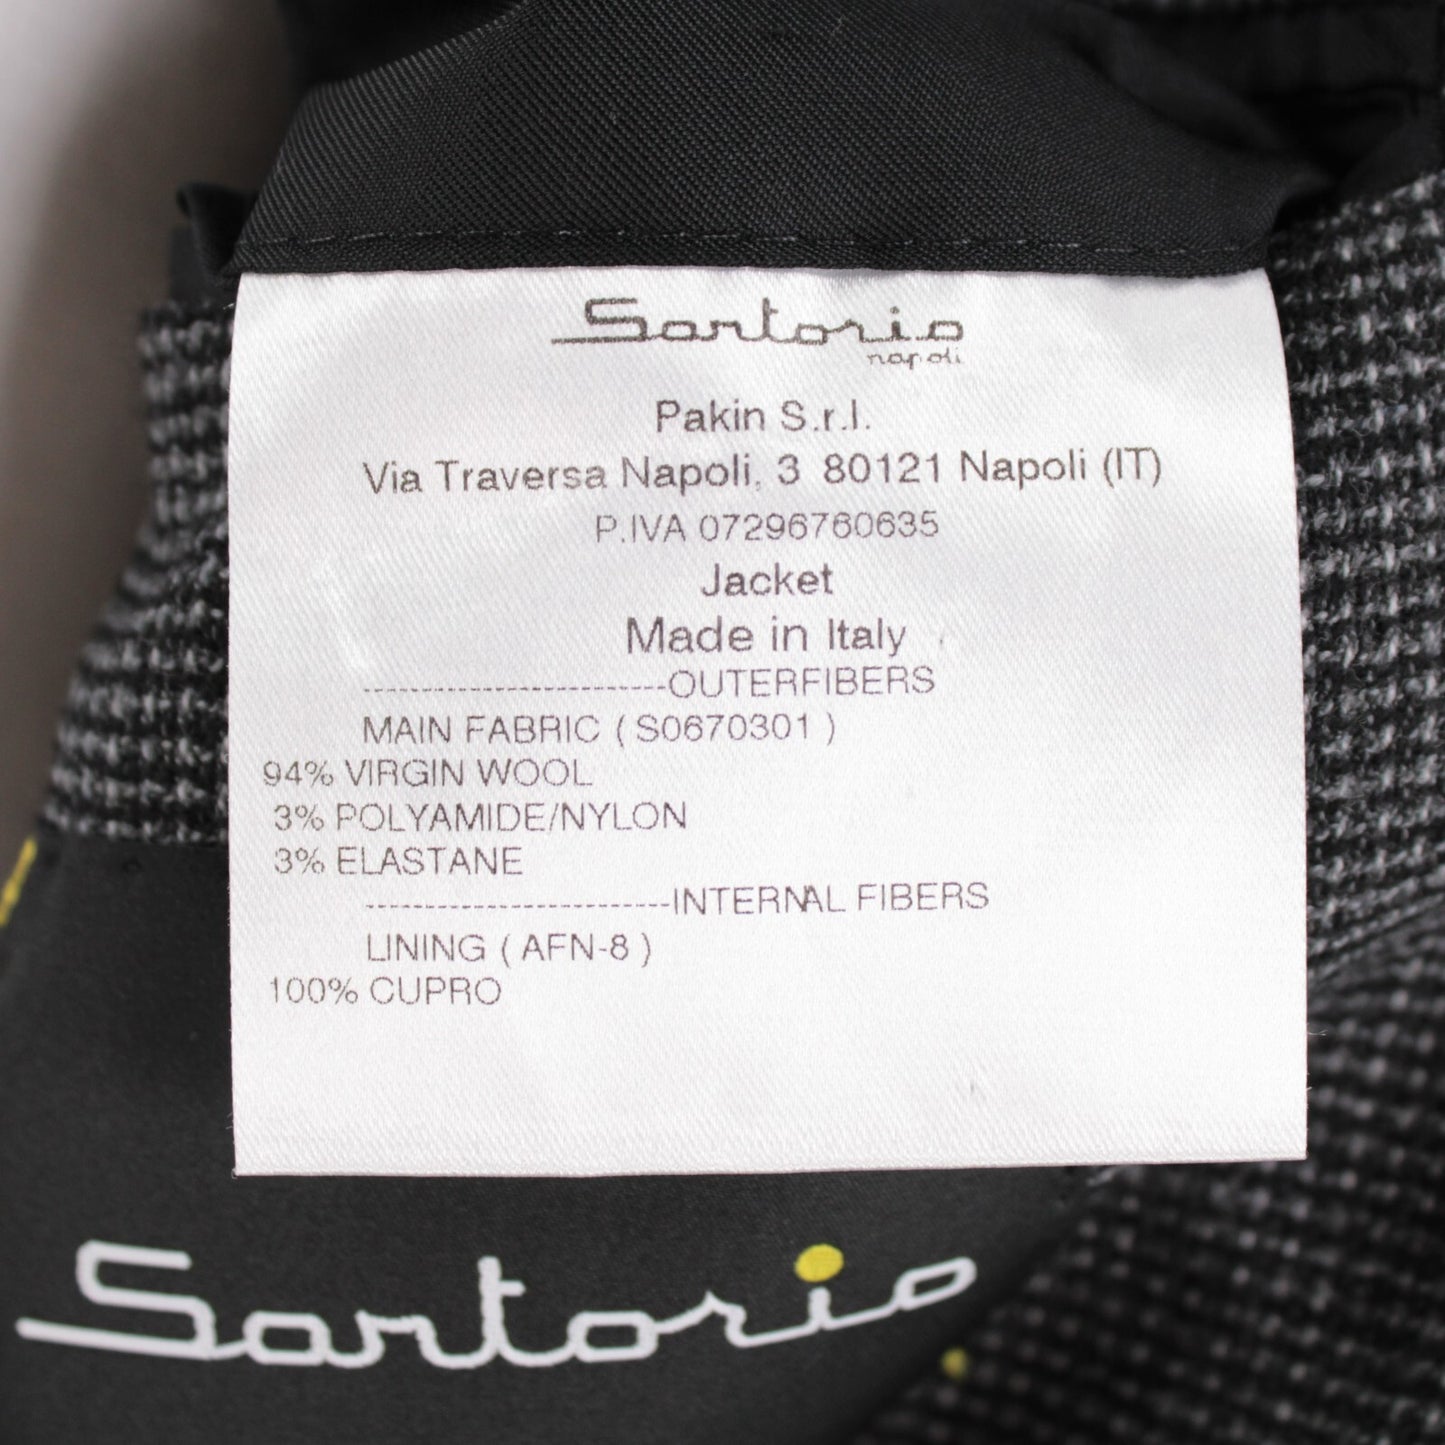 Sartorio
napoli
Pakin S.r.l.
Via Traversa Napoli, 3 80121 Napoli (IT)
P.IVA 07296760635
Jacket
Made in Italy
-------------------------OUTERFIBERS
MAIN FABRIC ( S0670301 )
94% VIRGIN WOOL
3% POLYAMIDE/NYLON
3% ELASTANE
-------------------------INTERNAL FIBERS
LINING ( AFN-8 )
100% CUPRO
Sartorio